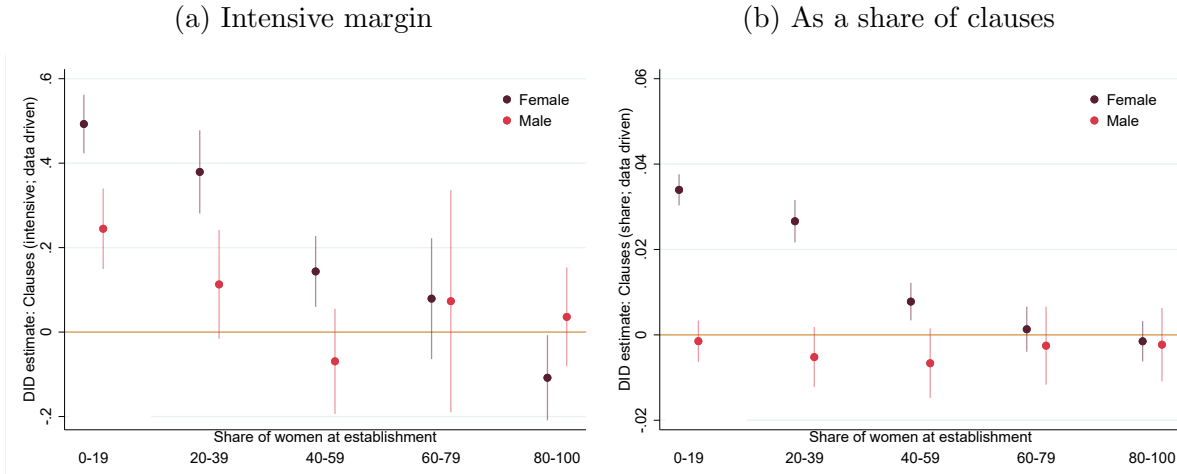 (a) Intensive margin
DID estimate: Clauses (intensive; data driven)
.6
.4
.2
0
-.2
Female
Male
Share of women at establishment
0-19 20-39 40-59 60-79 80-100
(b) As a share of clauses
DID estimate: Clauses (share; data driven)
.06
.04
.02
0
-.02
Female
Male
Share of women at establishment
0-19 20-39 40-59 60-79 80-100